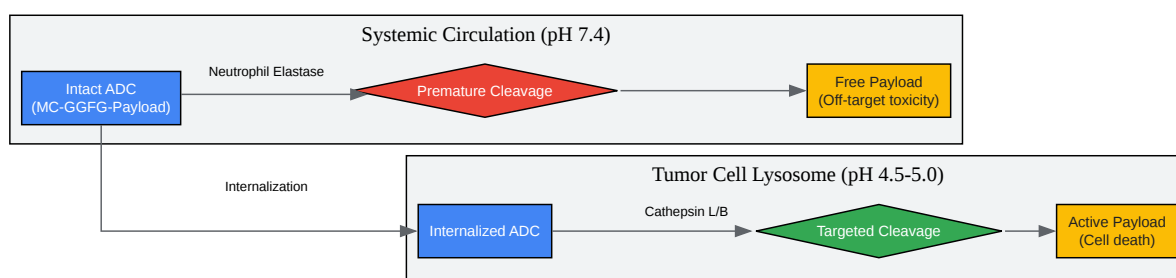 Systemic Circulation (pH 7.4)
Intact ADC
(MC-GGFG-Payload)
Neutrophil Elastase
Premature Cleavage
Free Payload
(Off-target toxicity)
Internalization
Tumor Cell Lysosome (pH 4.5-5.0)
Internalized ADC
Cathepsin L/B
Targeted Cleavage
Active Payload
(Cell death)